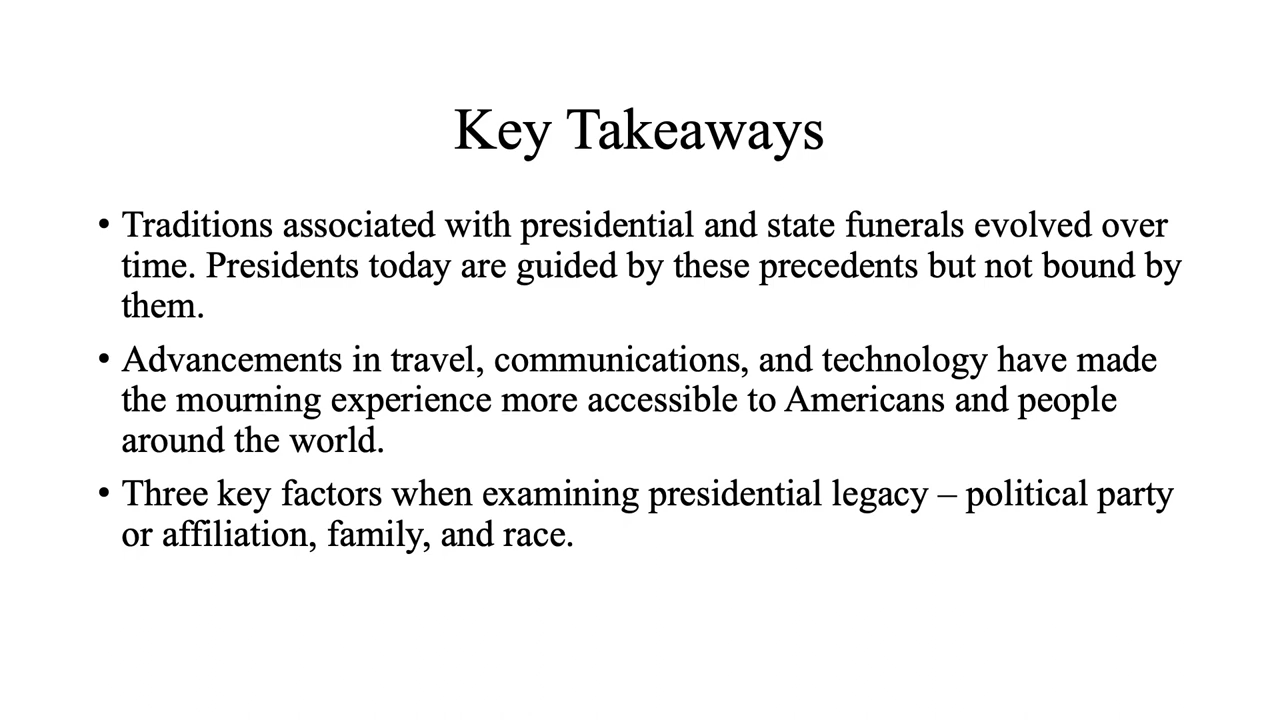 Key Takeaways
• Traditions associated with presidential and state funerals evolved over
time. Presidents today are guided by these precedents but not bound by
them.
• Advancements in travel, communications, and technology have made
the mourning experience more accessible to Americans and people
around the world.
• Three key factors when examining presidential legacy – political party
or affiliation, family, and race.